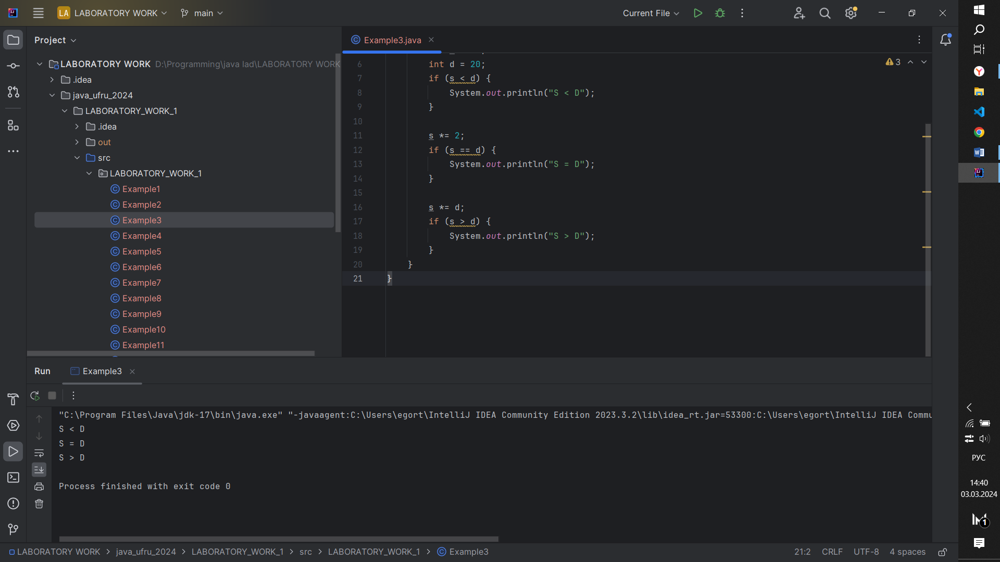 LA LABORATORY WORK main Current File
Project
Example3.java
LABORATORY WORK D:\Programming\java lad\LABORATORY WORK
.idea
java_ufru_2024
LABORATORY_WORK_1
.idea
out
src
LABORATORY_WORK_1
Example1
Example2
Example3
Example4
Example5
Example6
Example7
Example8
Example9
Example10
Example11
3
6 int d = 20;
7 if (s < d) {
8 System.out.println("S < D");
9 }
10
11 s *= 2;
12 if (s == d) {
13 System.out.println("S = D");
14 }
15
16 s *= d;
17 if (s > d) {
18 System.out.println("S > D");
19 }
20 }
21 }
Run Example3
"C:\Program Files\Java\jdk-17\bin\java.exe" "-javaagent:C:\Users\egort\IntelliJ IDEA Community Edition 2023.3.2\lib\idea_rt.jar=53300:C:\Users\egort\IntelliJ IDEA Commu
S < D
S = D
S > D
Process finished with exit code 0
LABORATORY WORK > java_ufru_2024 > LABORATORY_WORK_1 > src > LABORATORY_WORK_1 > Example3
21:2 CRLF UTF-8 4 spaces
РУС
14:40
03.03.2024
1